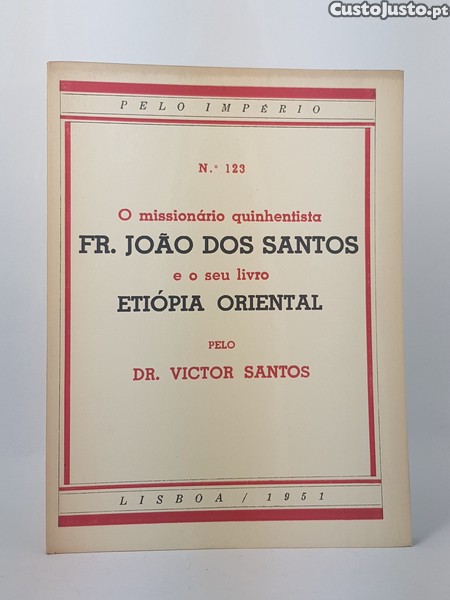 CustoJusto.pt
PELO IMPÉRIO
N.º 123
O missionário quinhentista
FR. JOÃO DOS SANTOS
e o seu livro
ETIÓPIA ORIENTAL
PELO
DR. VICTOR SANTOS
LISBOA / 1951